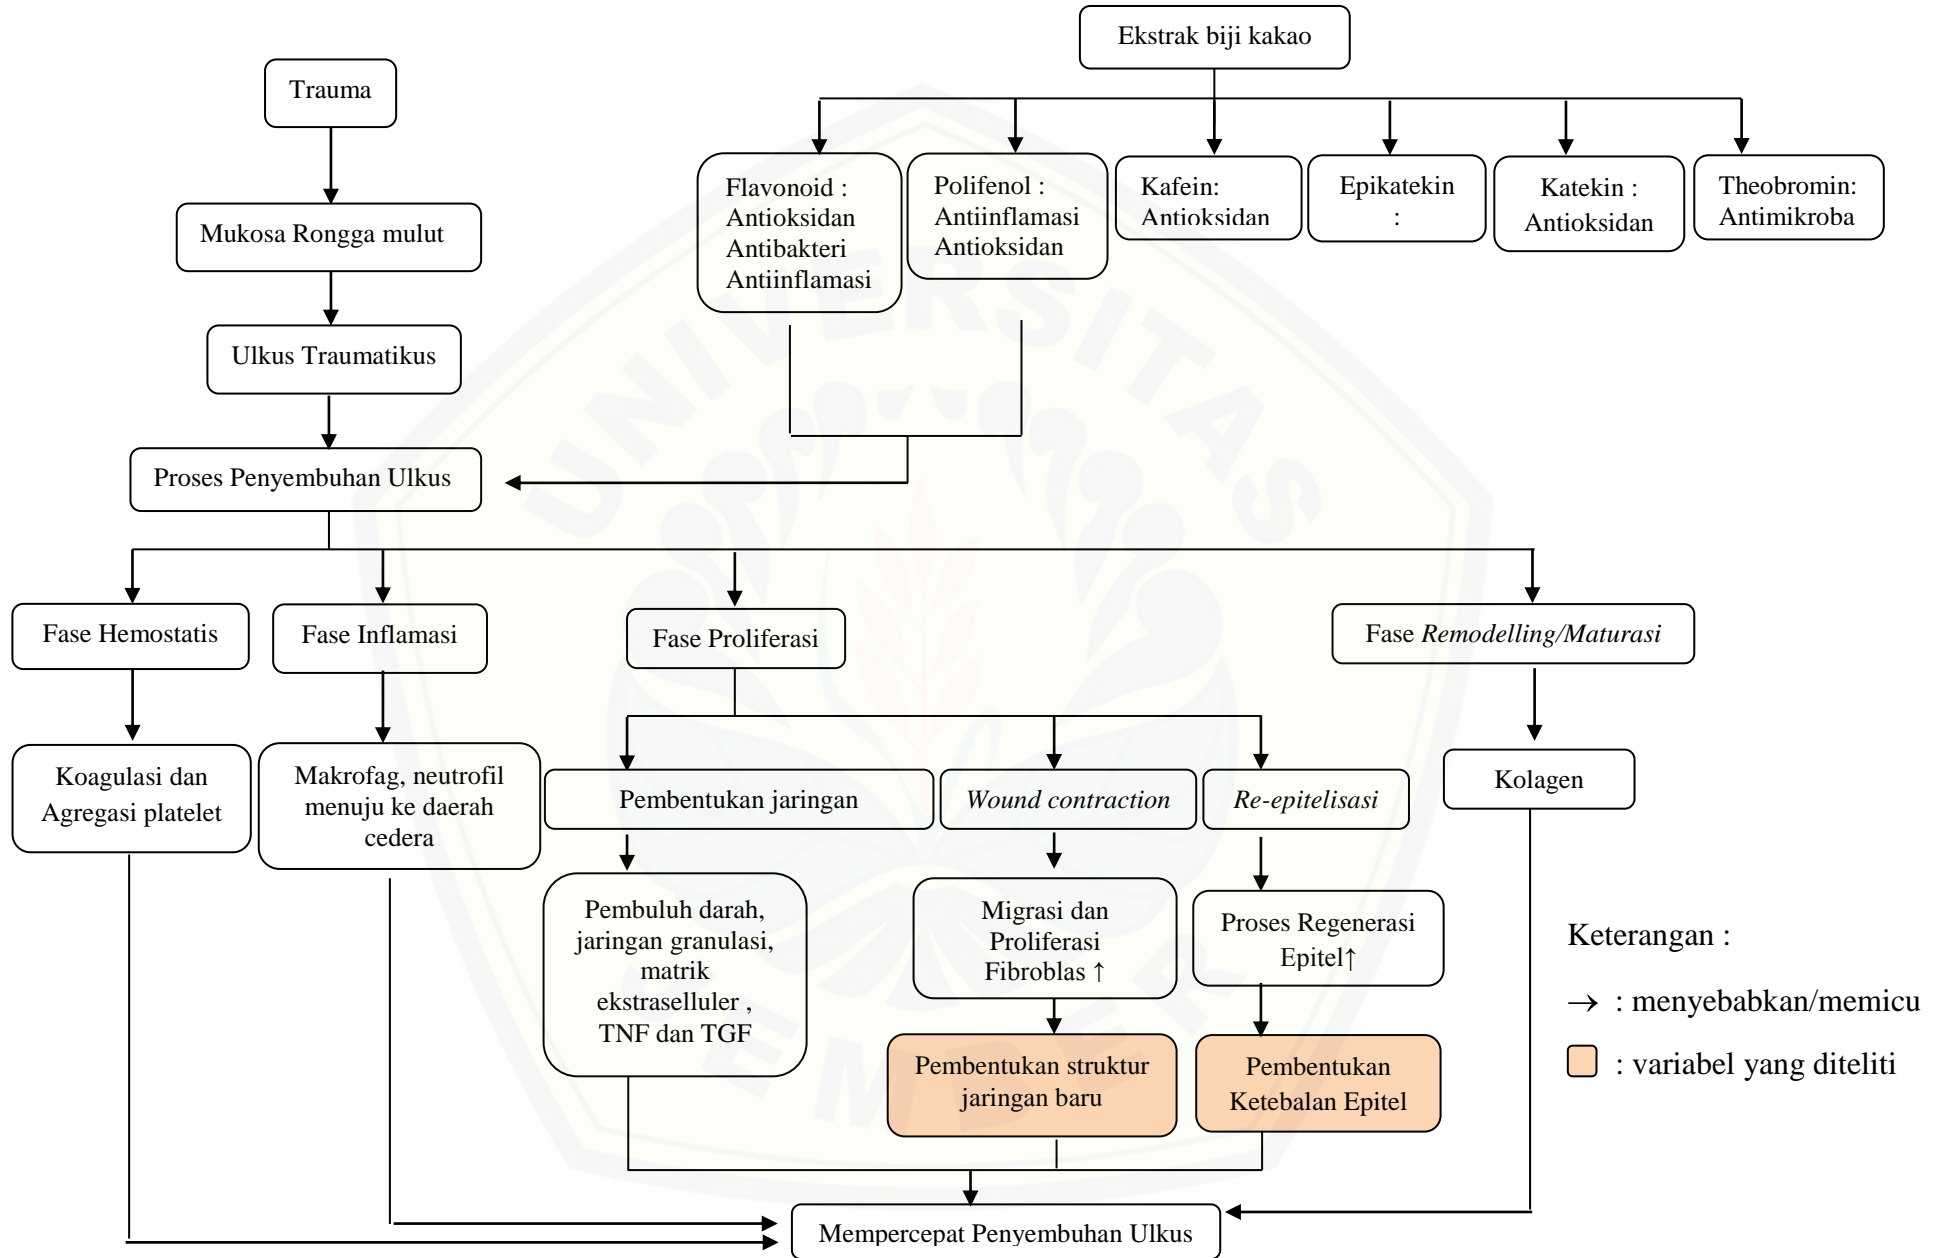 Ekstrak biji kakao
Trauma
Flavonoid :
Antioksidan
Antibakteri
Antiinflamasi
Polifenol :
Antiinflamasi
Antioksidan
Kafein:
Antioksidan
Epikatekin
:
Katekin :
Antioksidan
Theobromin:
Antimikroba
Mukosa Rongga mulut
Ulkus Traumatikus
Proses Penyembuhan Ulkus
Fase Hemostatis
Fase Inflamasi
Fase Proliferasi
Fase Remodelling/Maturasi
Koagulasi dan
Agregasi platelet
Makrofag, neutrofil
menuju ke daerah
cedera
Pembentukan jaringan
Wound contraction
Re-epitelisasi
Kolagen
Pembuluh darah,
jaringan granulasi,
matrik
ekstraselluler ,
TNF dan TGF
Migrasi dan
Proliferasi
Fibroblas ↑
Proses Regenerasi
Epitel↑
Pembentukan struktur
jaringan baru
Pembentukan
Ketebalan Epitel
Mempercepat Penyembuhan Ulkus
Keterangan :
→ : menyebabkan/memicu
: variabel yang diteliti
UNIVERSITAS
JEMBER